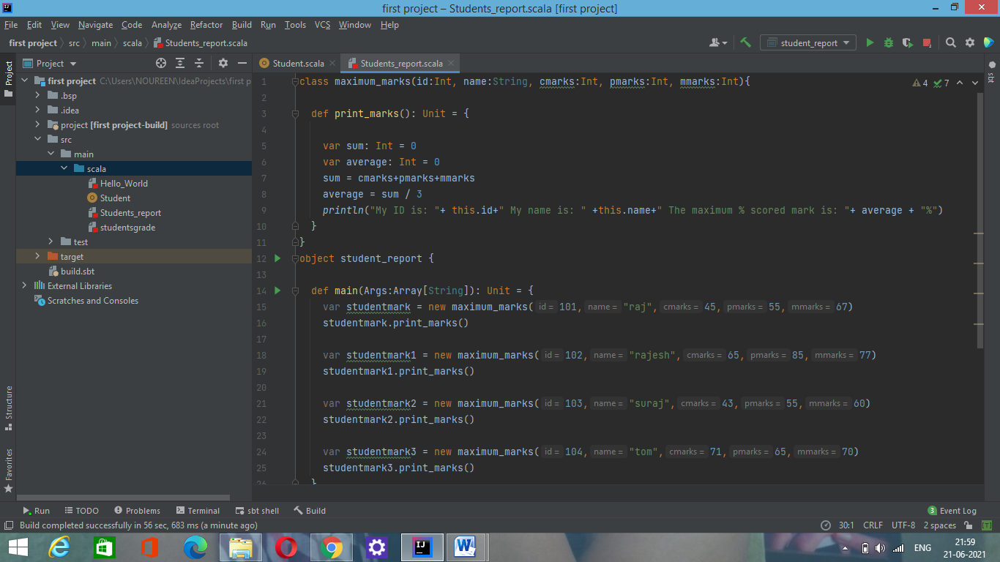 first project – Students_report.scala [first project]
File Edit View Navigate Code Analyze Refactor Build Run Tools VCS Window Help
first project src main scala Students_report.scala
student_report
Project
Student.scala
Students_report.scala
Project
sbt
first project C:\Users\NOUREEN\IdeaProjects\first p
.bsp
.idea
project [first project-build] sources root
src
main
scala
Hello_World
Student
Students_report
studentsgrade
test
target
build.sbt
External Libraries
Scratches and Consoles
Structure
Favorites
4 7
1 class maximum_marks(id:Int, name:String, cmarks:Int, pmarks:Int, mmarks:Int){
2
3 def print_marks(): Unit = {
4
5 var sum: Int = 0
6 var average: Int = 0
7 sum = cmarks+pmarks+mmarks
8 average = sum / 3
9 println("My ID is: "+ this.id+" My name is: " +this.name+" The maximum % scored mark is: "+ average + "%")
10 }
11 }
12 object student_report {
13
14 def main(Args:Array[String]): Unit = {
15 var studentmark = new maximum_marks( id = 101, name = "raj", cmarks = 45, pmarks = 55, mmarks = 67)
16 studentmark.print_marks()
17
18 var studentmark1 = new maximum_marks( id = 102, name = "rajesh", cmarks = 65, pmarks = 85, mmarks = 77)
19 studentmark1.print_marks()
20
21 var studentmark2 = new maximum_marks( id = 103, name = "suraj", cmarks = 43, pmarks = 55, mmarks = 60)
22 studentmark2.print_marks()
23
24 var studentmark3 = new maximum_marks( id = 104, name = "tom", cmarks = 71, pmarks = 65, mmarks = 70)
25 studentmark3.print_marks()
26 }
Run TODO Problems Terminal sbt shell Build 3 Event Log
Build completed successfully in 56 sec, 683 ms (a minute ago) 30:1 CRLF UTF-8 2 spaces [T]
ENG
21:59
21-06-2021